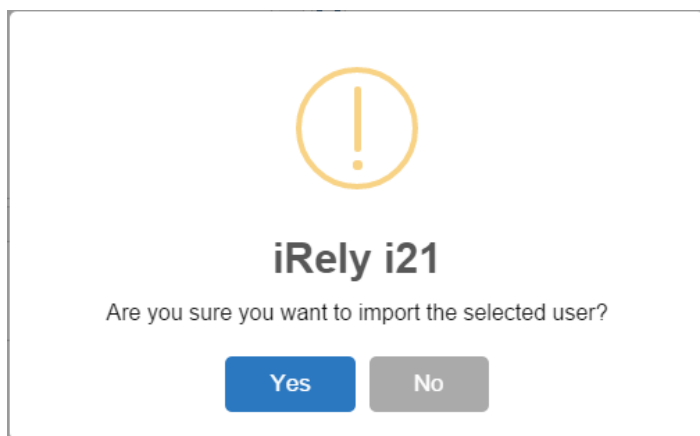 iRely i21
Are you sure you want to import the selected user?
Yes No